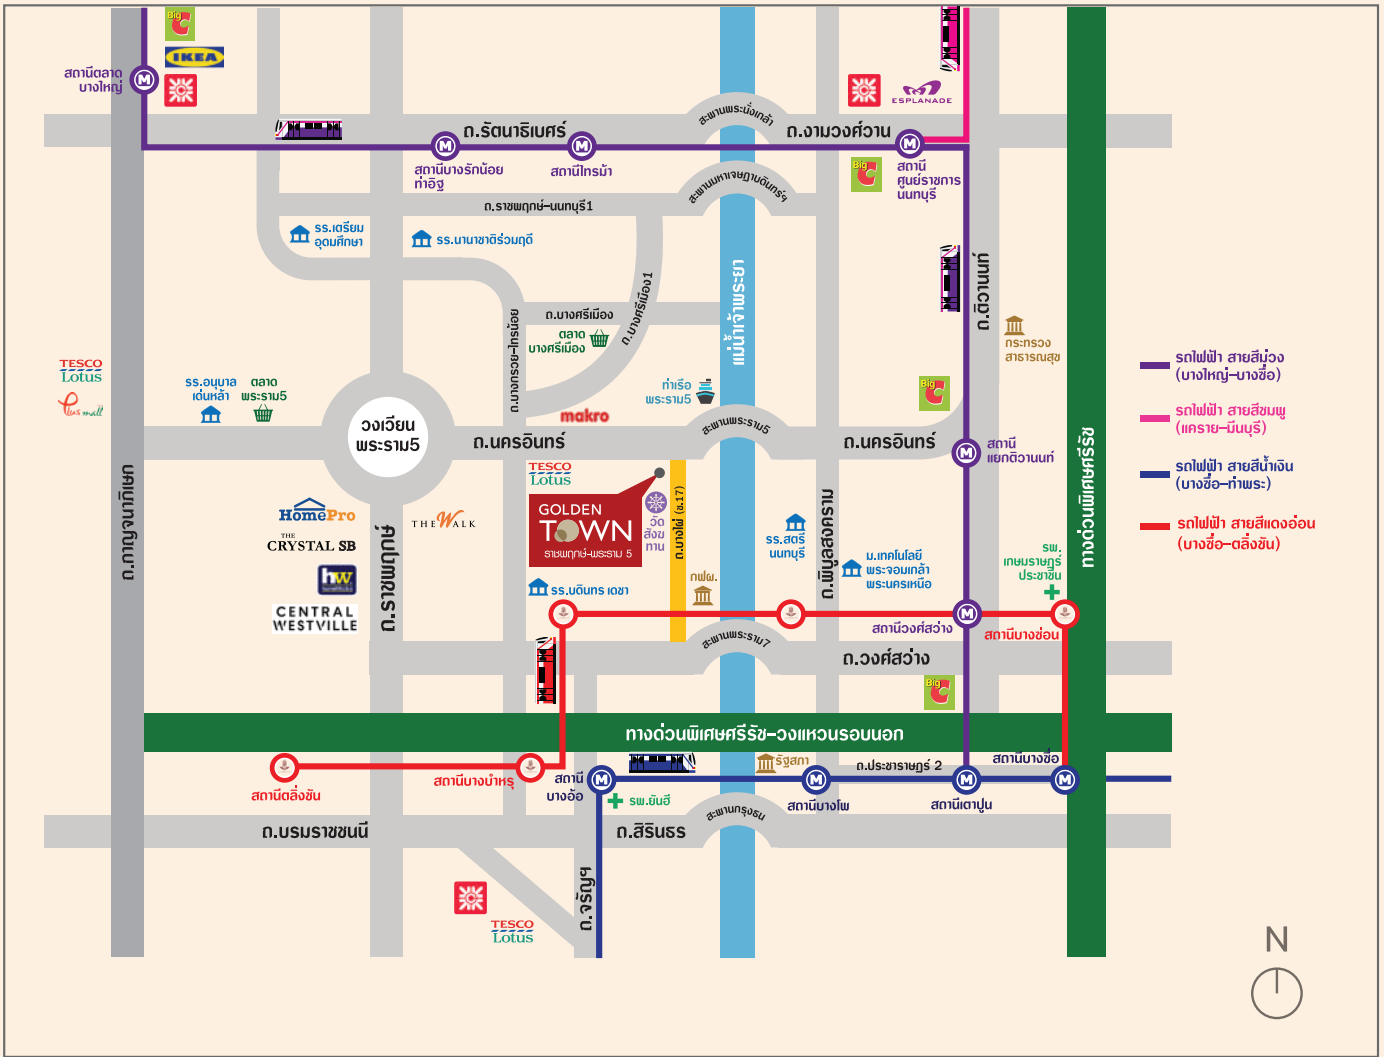 Big
C
IKEA
สถานีตลาด
บางใหญ่
M
ถ.รัตนาธิเบศร์
สะพานพระนั่งเกล้า
ถ.งามวงศ์วาน
ESPLANADE
M
สถานีบางรักน้อย
ท่าอิฐ
M
สถานีไทรม้า
M
สถานี
ศูนย์ราชการ
นนทบุรี
Big
C
สะพานมหาเจษฎาบดินทร์ฯ
ถ.ราชพฤกษ์-นนทบุรี1
รร.เตรียม
อุดมศึกษา
รร.นานาชาติร่วมฤดี
แม่น้ำเจ้าพระยา
ถ.ติวานนท์
กระทรวง
สาธารณสุข
ถ.บางศรีเมือง
ถ.บางศรีเมือง1
ตลาด
บางศรีเมือง
ถ.บางกรวย-ไทรน้อย
TESCO
Lotus
Plus mall
รร.อนุบาล
เด่นหล้า
ตลาด
พระราม5
ท่าเรือ
พระราม5
Big
C
วงเวียน
พระราม5
makro
ถ.นครอินทร์
สะพานพระราม5
ถ.นครอินทร์
M
สถานี
แยกติวานนท์
รถไฟฟ้า สายสีม่วง
(บางใหญ่-บางซื่อ)
รถไฟฟ้า สายสีชมพู
(แคราย-มีนบุรี)
รถไฟฟ้า สายสีน้ำเงิน
(บางซื่อ-ท่าพระ)
รถไฟฟ้า สายสีแดงอ่อน
(บางซื่อ-ตลิ่งชัน)
ถ.กาญจนาภิเษก
TESCO
Lotus
GOLDEN
TOWN
ราชพฤกษ์-พระราม 5
วัด
สังฆ
ทาน
ถ.บางไผ่ (ซ.17)
HomePro
THE WALK
THE
CRYSTAL SB
hw
CENTRAL
WESTVILLE
ถ.ราชพฤกษ์
รร.สตรี
นนทบุรี
ถ.พิบูลสงคราม
ม.เทคโนโลยี
พระจอมเกล้า
พระนครเหนือ
รพ.
เกษมราษฎร์
ประชาชื่น
ทางด่วนพิเศษศรีรัช
รร.บดินทร เดชา
กฟผ.
M
สถานีวงศ์สว่าง
สถานีบางซ่อน
สะพานพระราม7
ถ.วงศ์สว่าง
Big
C
ทางด่วนพิเศษศรีรัช-วงแหวนรอบนอก
สถานีตลิ่งชัน
สถานีบางบำหรุ
สถานี
บางอ้อ
M
รพ.ยันฮี
รัฐสภา
M
สถานีบางโพ
ถ.ประชาราษฎร์ 2
M
สถานีเตาปูน
สถานีบางซื่อ
M
ถ.บรมราชชนนี
ถ.สิรินธร
สะพานกรุงธน
ถ.จรัญฯ
TESCO
Lotus
N